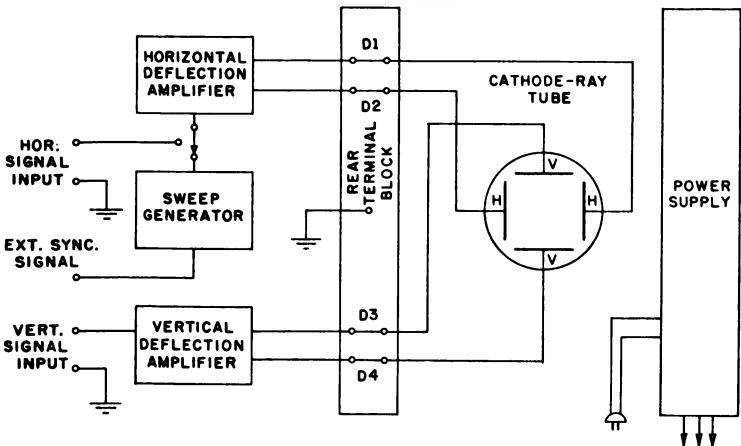 HORIZONTAL
DEFLECTION
AMPLIFIER
D1
D2
CATHODE-RAY
TUBE
HOR.
SIGNAL
INPUT
SWEEP
GENERATOR
EXT. SYNC.
SIGNAL
REAR
TERMINAL
BLOCK
V
H
H
V
POWER
SUPPLY
VERT.
SIGNAL
INPUT
VERTICAL
DEFLECTION
AMPLIFIER
D3
D4